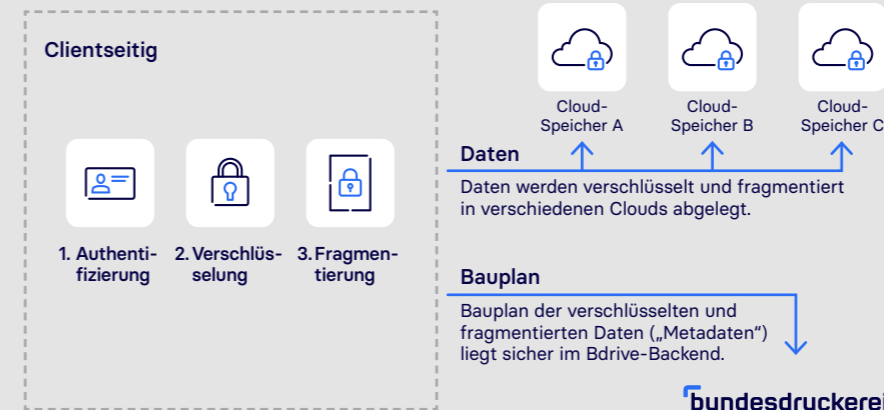 Clientseitig
1. Authenti-
fizierung
2. Verschlüs-
selung
3. Fragmen-
tierung
Cloud-
Speicher A
Cloud-
Speicher B
Cloud-
Speicher C
Daten
Daten werden verschlüsselt und fragmentiert
in verschiedenen Clouds abgelegt.
Bauplan
Bauplan der verschlüsselten und
fragmentierten Daten („Metadaten“)
liegt sicher im Bdrive-Backend.
bundesdruckerei